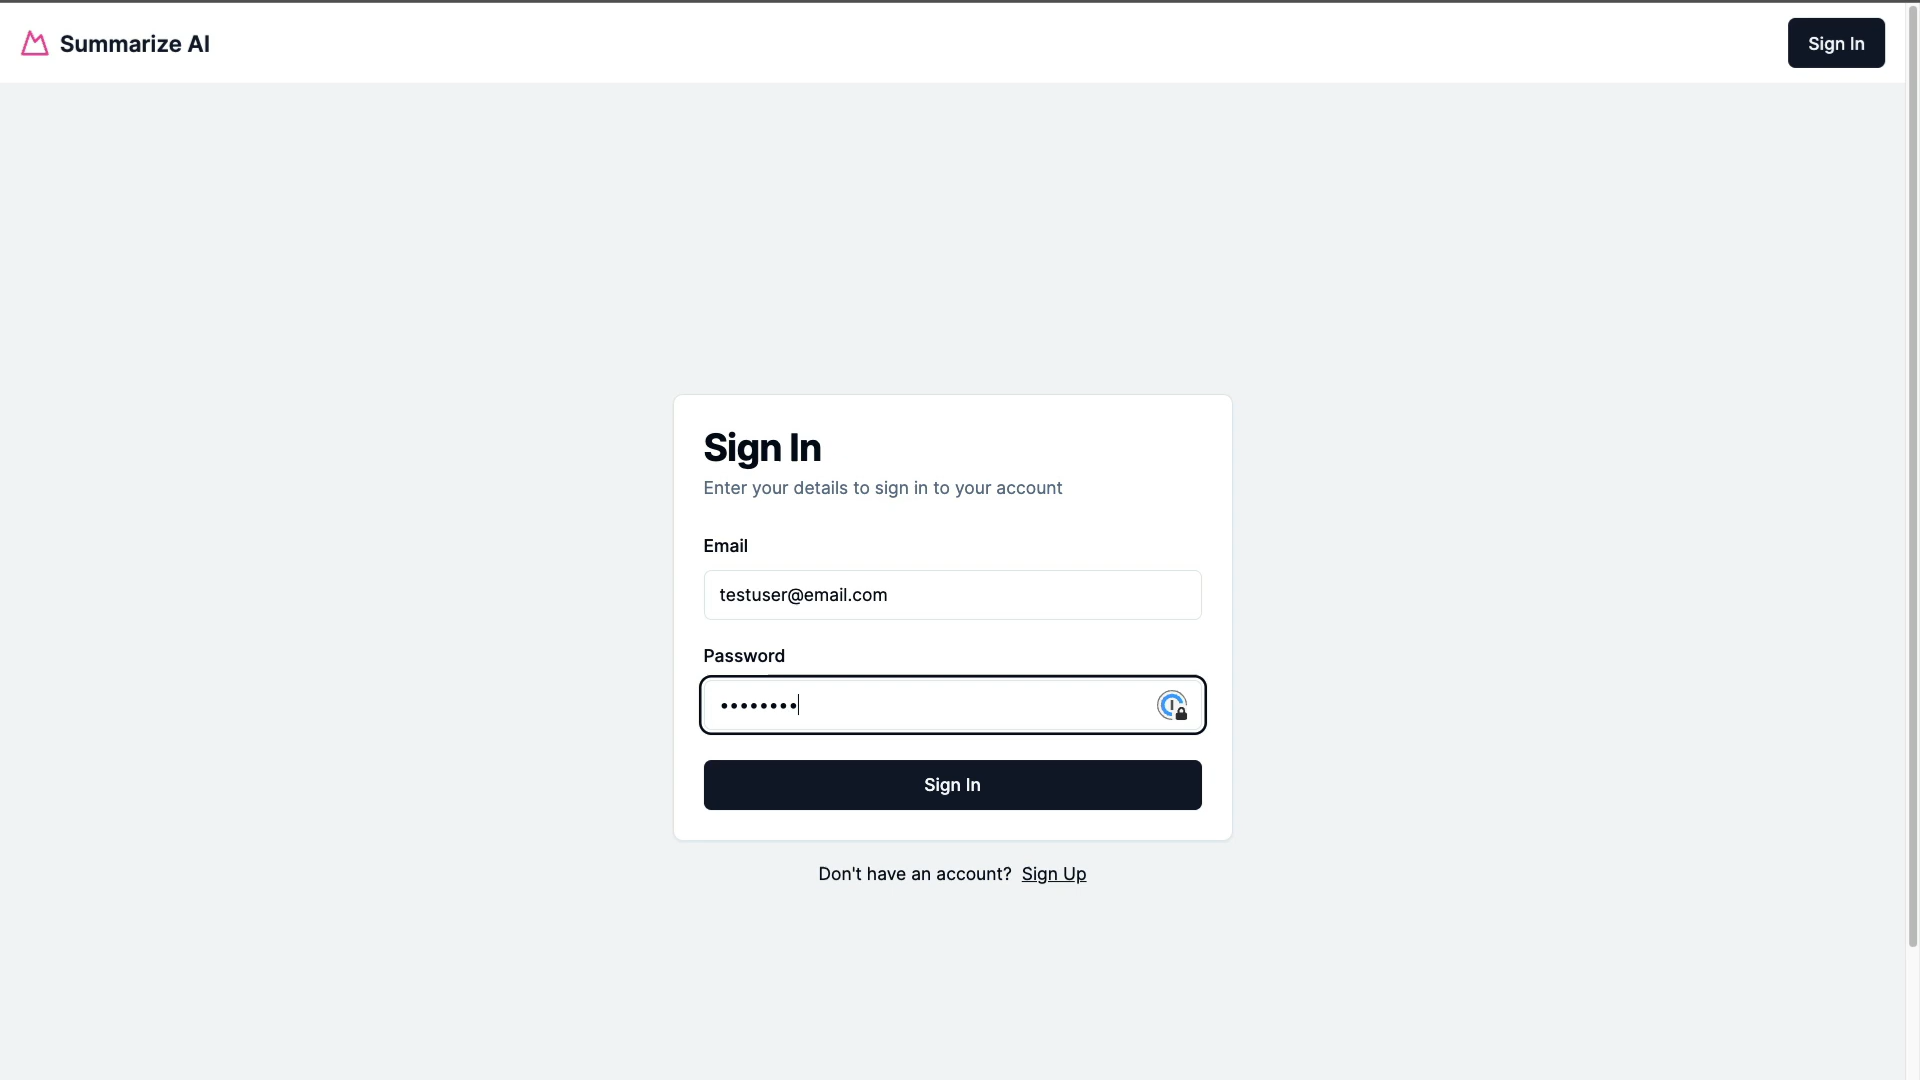 Summarize AI
Sign In
Sign In
Enter your details to sign in to your account
Email
testuser@email.com
Password
••••••••
Sign In
Don't have an account? Sign Up